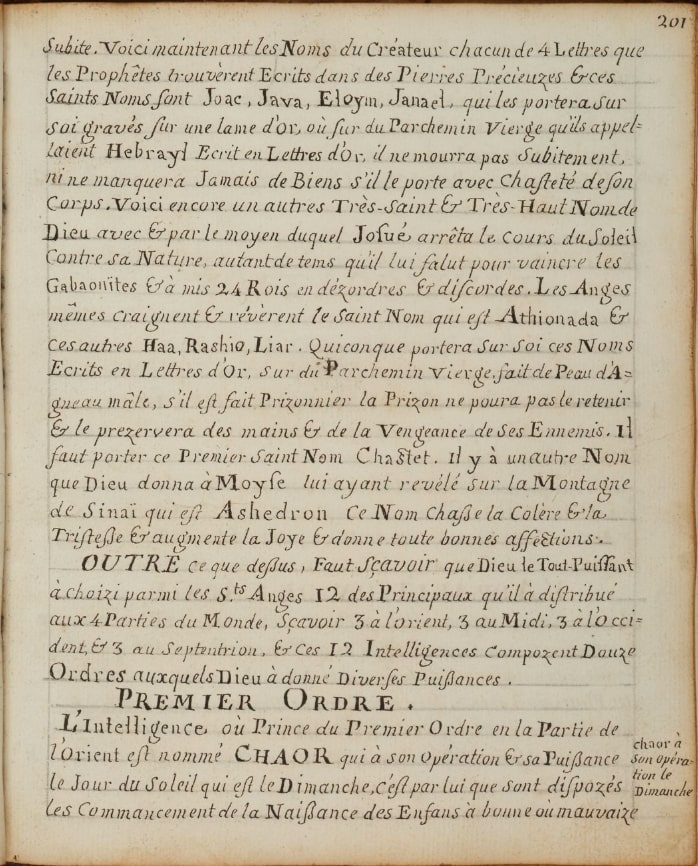 201
Subite. Voici maintenant les Noms du Créateur chacun de 4 Lettres que
les Prophêtes trouvèrent Ecrits dans des Pierres Précieuzes & ces
Saints Noms sont Joac, Java, Eloym, Janael, qui les portera sur
soi gravés sur une lame d'or, où sur du Parchemin Vierge qu'ils appel=
laient Hebrayl Ecrit en Lettres d'Or, il ne mourra pas Subitement,
ni ne manquera Jamais de Biens s'il le porte avec Chasteté de son
Corps. Voici encore un autres Très-Saint & Très-Haut Nom de
Dieu avec & par le moyen duquel Josué arrêta le Cours du Soleil
Contre sa Nature, autant de tems qu'il lui falut pour vaincre les
Gabaonites & à mis 24 Rois en dézordres & discordes. Les Anges
mêmes craignent & révèrent le Saint Nom qui est Athionada &
ces autres Haa, Rashio, Liar. Quiconque portera Sur Soi ces Noms
Ecrits en Lettres d'Or, Sur du Parchemin Vierge, fait de Peau d'A=
gneau mâle, s'il est fait Prizonnier la Prizon ne poura pas le retenir
& le prezervera des mains & de la Vengeance de Ses Ennemis. Il
faut porter ce Premier Saint Nom Chastet. Il y à un autre Nom
que Dieu donna à Moyse lui ayant revélé sur la Montagne
de Sinaï qui est Ashedron Ce Nom Chasse la Colère & la
Tristesse & augmente la Joye & donne toute bonnes affections.
OUTRE ce que dessus, Faut Sçavoir que Dieu le Tout-Puissant
à choizi parmi les S.ts Anges 12 des Principaux qu'il à distribué
aux 4 Parties du Monde, Sçavoir 3 à l'orient, 3 au Midi, 3 à l'occi=
dent, & 3 au Septentrion, & Ces 12 Intelligences Compozent Douze
Ordres auxquels Dieu à donné Diverses Puissances.
PREMIER ORDRE.
L'Intelligence où Prince du Premier Ordre en la Partie de
l'orient est nommé CHAOR qui à son Opération & sa Puissance
le Jour du Soleil qui est le Dimanche, c'est par lui que sont dispozés
les Commancement de la Naissance des Enfans à bonne où mauvaize
chaor à
son opéra-
tion le
Dimanche